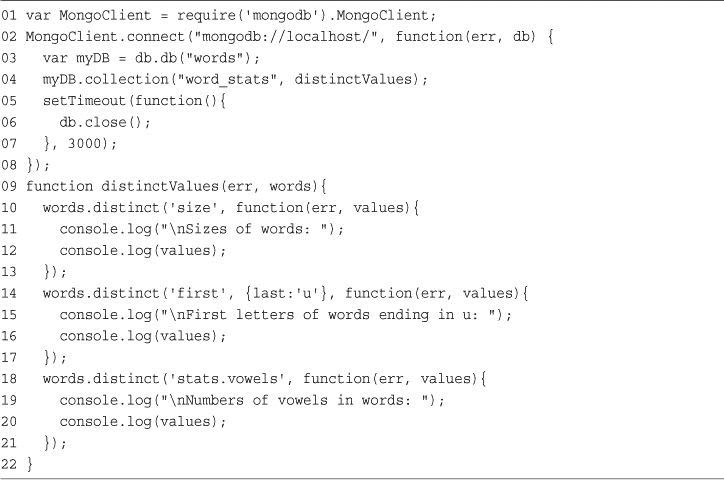 01 var MongoClient = require('mongodb').MongoClient;
02 MongoClient.connect("mongodb://localhost/", function(err, db) {
03   var myDB = db.db("words");
04   myDB.collection("word_stats", distinctValues);
05   setTimeout(function(){
06     db.close();
07   }, 3000);
08 });
09 function distinctValues(err, words){
10   words.distinct('size', function(err, values){
11     console.log("\nSizes of words: ");
12     console.log(values);
13   });
14   words.distinct('first', {last:'u'}, function(err, values){
15     console.log("\nFirst letters of words ending in u: ");
16     console.log(values);
17   });
18   words.distinct('stats.vowels', function(err, values){
19     console.log("\nNumbers of vowels in words: ");
20     console.log(values);
21   });
22 }